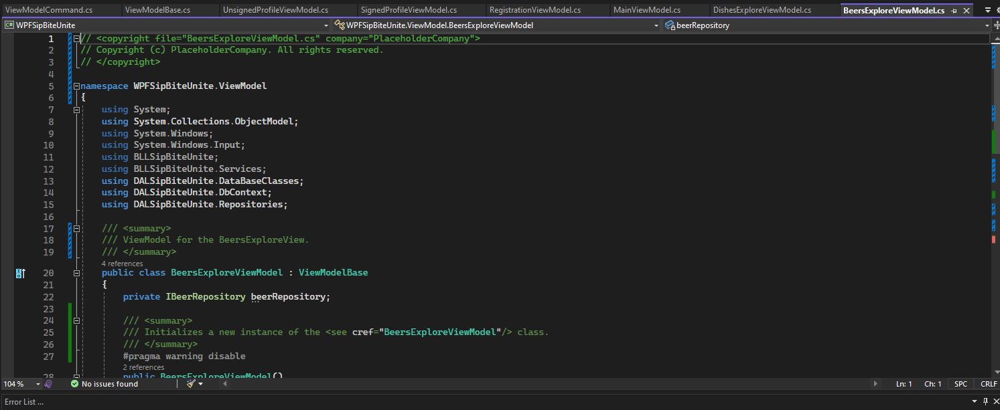 ViewModelCommand.cs ViewModelBase.cs UnsignedProfileViewModel.cs SignedProfileViewModel.cs RegistrationViewModel.cs MainViewModel.cs DishesExploreViewModel.cs BeersExploreViewModel.cs
C# WPFSipBiteUnite WPFSipBiteUnite.ViewModel.BeersExploreViewModel beerRepository
1 // <copyright file="BeersExploreViewModel.cs" company="PlaceholderCompany">
2 // Copyright (c) PlaceholderCompany. All rights reserved.
3 // </copyright>
4
5 namespace WPFSipBiteUnite.ViewModel
6 {
7 using System;
8 using System.Collections.ObjectModel;
9 using System.Windows;
10 using System.Windows.Input;
11 using BLLSipBiteUnite;
12 using BLLSipBiteUnite.Services;
13 using DALSipBiteUnite.DataBaseClasses;
14 using DALSipBiteUnite.DbContext;
15 using DALSipBiteUnite.Repositories;
16
17 /// <summary>
18 /// ViewModel for the BeersExploreView.
19 /// </summary>
4 references
20 public class BeersExploreViewModel : ViewModelBase
21 {
22 private IBeerRepository beerRepository;
23
24 /// <summary>
25 /// Initializes a new instance of the <see cref="BeersExploreViewModel"/> class.
26 /// </summary>
27 #pragma warning disable
2 references
28 public BeersExploreViewModel()
104 % No issues found Ln: 1 Ch: 1 SPC CRLF
Error List ...